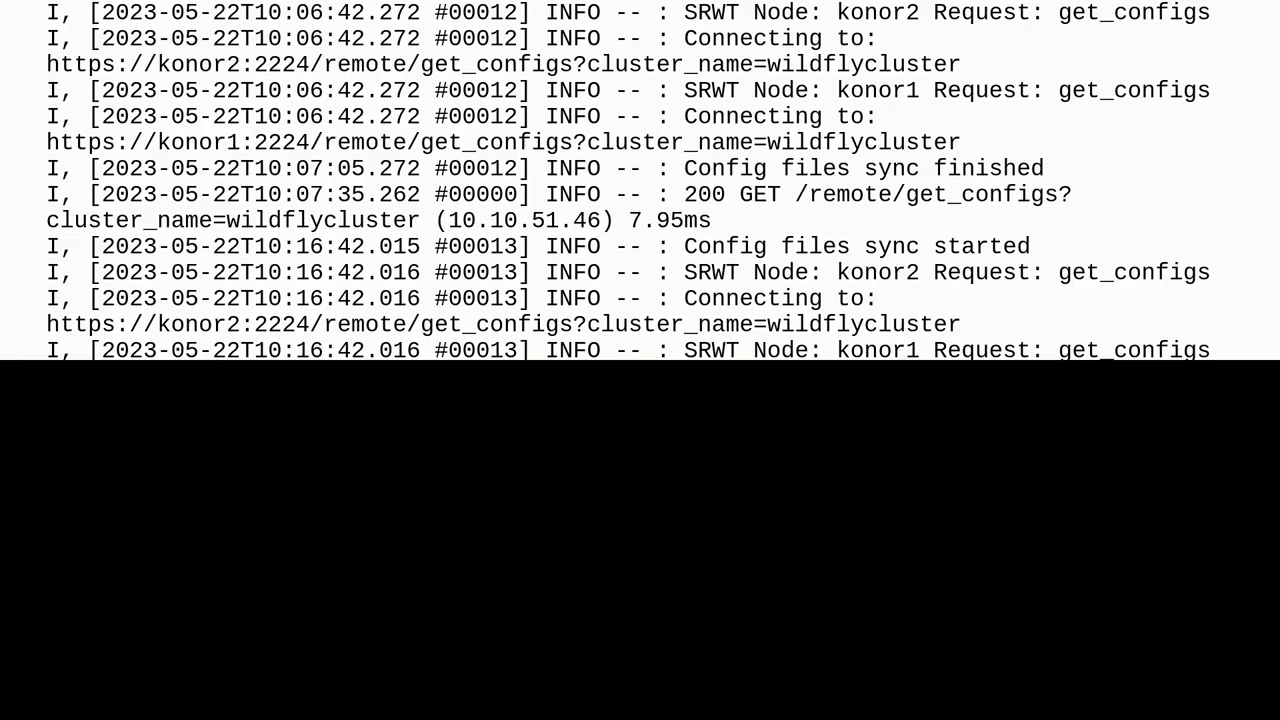 I, [2023-05-22T10:06:42.272 #00012] INFO -- : SRWT Node: konor2 Request: get_configs
I, [2023-05-22T10:06:42.272 #00012] INFO -- : Connecting to:
https://konor2:2224/remote/get_configs?cluster_name=wildflycluster
I, [2023-05-22T10:06:42.272 #00012] INFO -- : SRWT Node: konor1 Request: get_configs
I, [2023-05-22T10:06:42.272 #00012] INFO -- : Connecting to:
https://konor1:2224/remote/get_configs?cluster_name=wildflycluster
I, [2023-05-22T10:07:05.272 #00012] INFO -- : Config files sync finished
I, [2023-05-22T10:07:35.262 #00000] INFO -- : 200 GET /remote/get_configs?
cluster_name=wildflycluster (10.10.51.46) 7.95ms
I, [2023-05-22T10:16:42.015 #00013] INFO -- : Config files sync started
I, [2023-05-22T10:16:42.016 #00013] INFO -- : SRWT Node: konor2 Request: get_configs
I, [2023-05-22T10:16:42.016 #00013] INFO -- : Connecting to:
https://konor2:2224/remote/get_configs?cluster_name=wildflycluster
I, [2023-05-22T10:16:42.016 #00013] INFO -- : SRWT Node: konor1 Request: get_configs